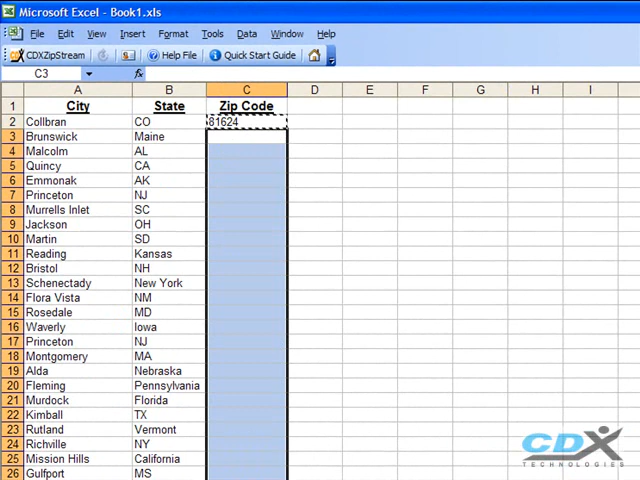 Microsoft Excel - Book1.xls
File Edit View Insert Format Tools Data Window Help
CDXZipStream Help File Quick Start Guide
C3 fx
A B C D E F G H I
1 City State Zip Code
2 Collbran CO 81624
3 Brunswick Maine
4 Malcolm AL
5 Quincy CA
6 Emmonak AK
7 Princeton NJ
8 Murrells Inlet SC
9 Jackson OH
10 Martin SD
11 Reading Kansas
12 Bristol NH
13 Schenectady New York
14 Flora Vista NM
15 Rosedale MD
16 Waverly Iowa
17 Princeton NJ
18 Montgomery MA
19 Alda Nebraska
20 Fleming Pennsylvania
21 Murdock Florida
22 Kimball TX
23 Rutland Vermont
24 Richville NY
25 Mission Hills California
26 Gulfport MS
CDX
TECHNOLOGIES